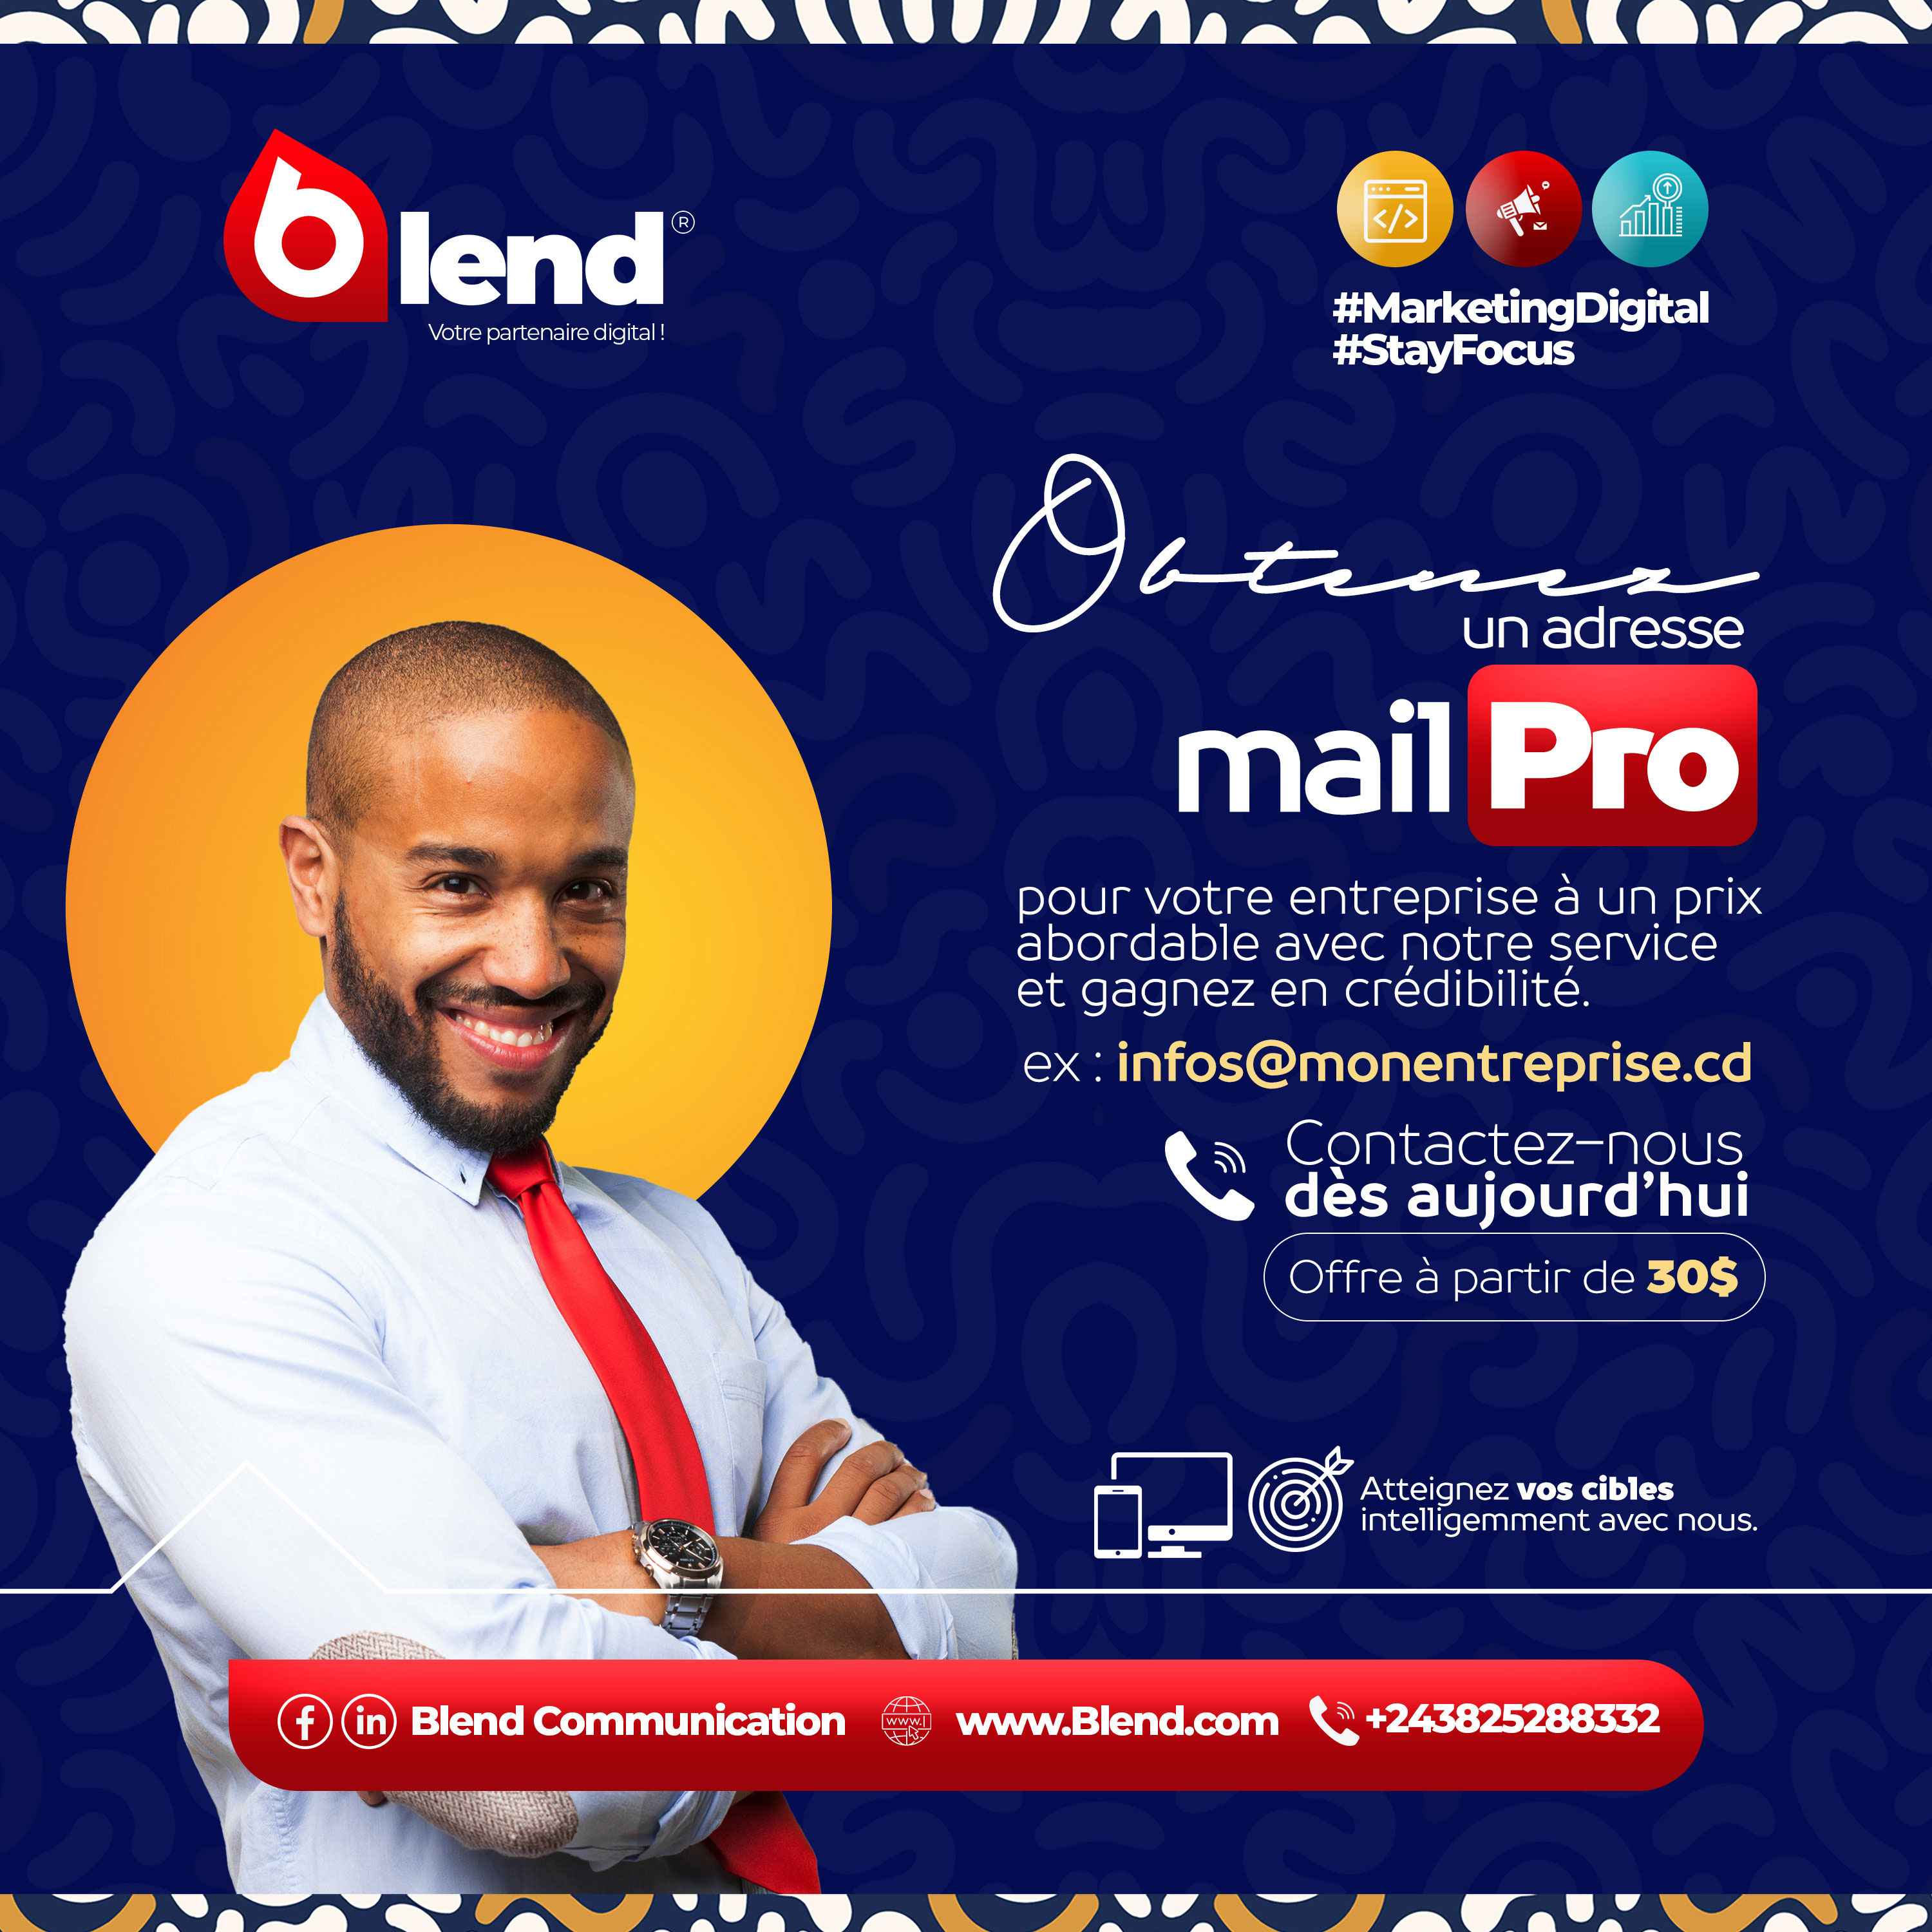 blend®
Votre partenaire digital !
#MarketingDigital
#StayFocus
Obtenez
un adresse
mail Pro
pour votre entreprise à un prix
abordable avec notre service
et gagnez en crédibilité.
ex : infos@monentreprise.cd
Contactez-nous
dès aujourd’hui
Offre à partir de 30$
Atteignez vos cibles
intelligemment avec nous.
Blend Communication www.Blend.com +243825288332